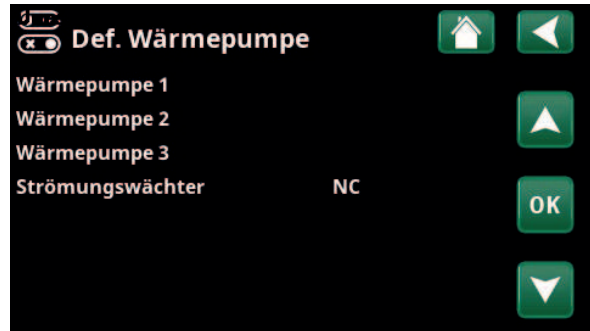 Def. Wärmepumpe
Wärmepumpe 1
Wärmepumpe 2
Wärmepumpe 3
Strömungswächter NC
OK